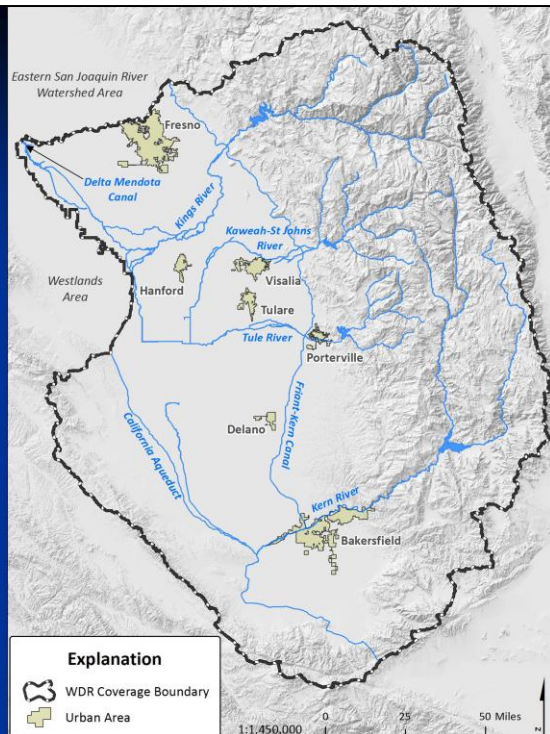 Eastern San Joaquin River
Watershed Area
Fresno
Delta Mendota
Canal
Kings River
Kaweah-St Johns
River
Westlands
Area
Hanford
Visalia
Tulare
Tule River
Porterville
Friant-Kern Canal
Delano
California Aqueduct
Kern River
Bakersfield
Explanation
WDR Coverage Boundary
Urban Area
1:1,450,000
0 25 50 Miles
N